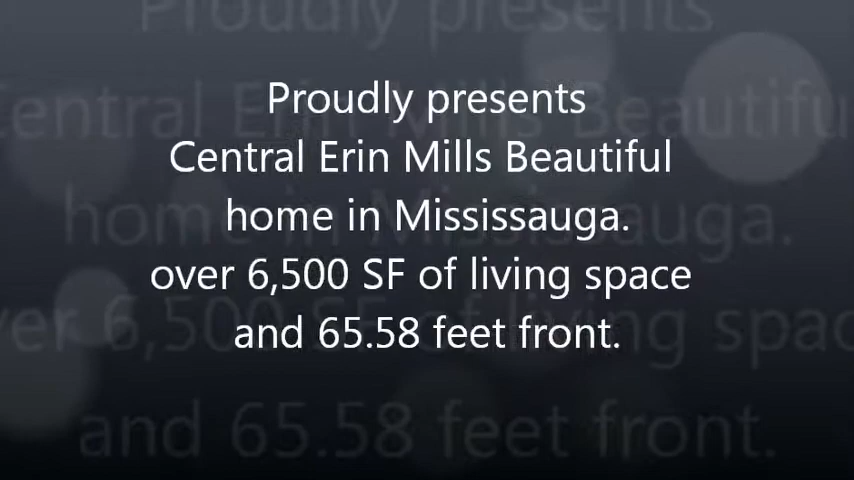 Proudly presents
Central Erin Mills Beautiful
home in Mississauga.
over 6,500 SF of living space
and 65.58 feet front.